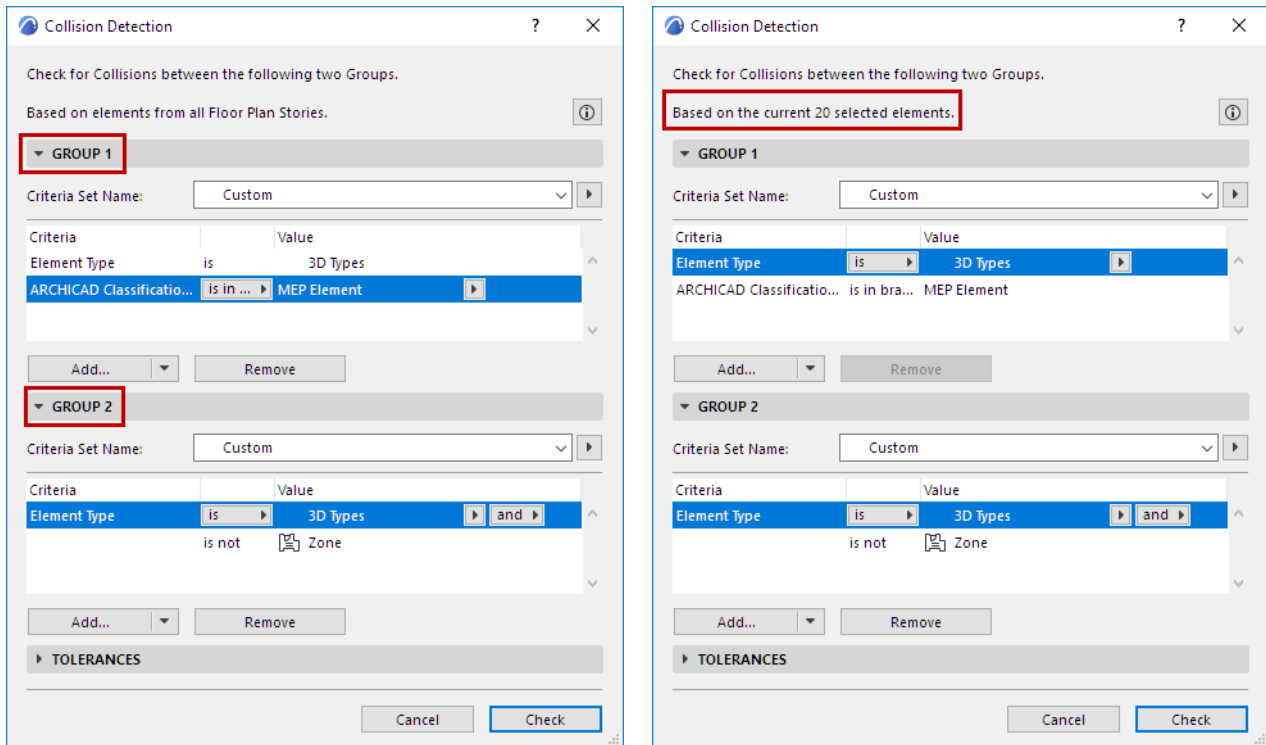 Collision Detection ?
Check for Collisions between the following two Groups.
Based on elements from all Floor Plan Stories.
GROUP 1
Criteria Set Name: Custom
Criteria Value
Element Type is 3D Types
ARCHICAD Classificatio... is in ... MEP Element
Add... Remove
GROUP 2
Criteria Set Name: Custom
Criteria Value
Element Type is 3D Types and
is not Zone
Add... Remove
TOLERANCES
Cancel Check
Collision Detection ?
Check for Collisions between the following two Groups.
Based on the current 20 selected elements.
GROUP 1
Criteria Set Name: Custom
Criteria Value
Element Type is 3D Types
ARCHICAD Classificatio... is in bra... MEP Element
Add... Remove
GROUP 2
Criteria Set Name: Custom
Criteria Value
Element Type is 3D Types and
is not Zone
Add... Remove
TOLERANCES
Cancel Check